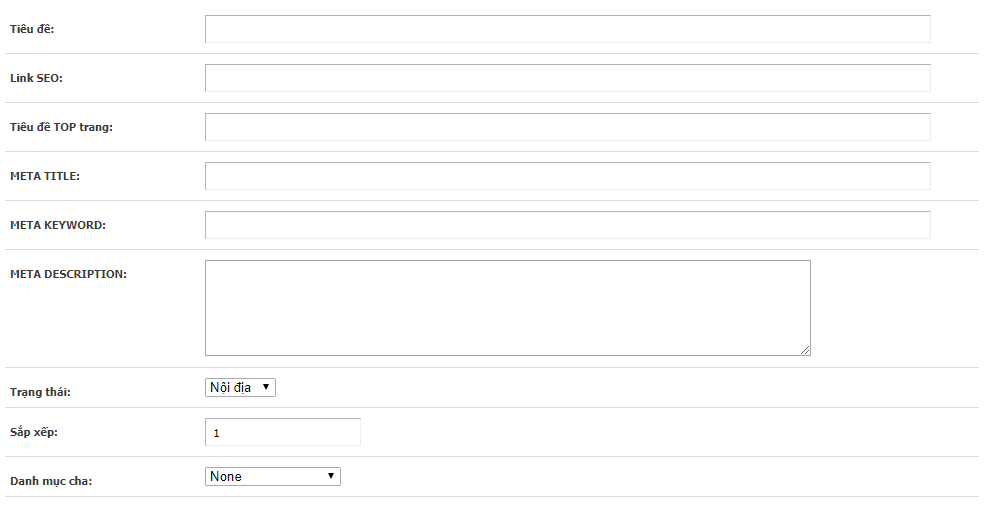 Tiêu đề:
Link SEO:
Tiêu đề TOP trang:
META TITLE:
META KEYWORD:
META DESCRIPTION:
Trạng thái: Nội địa
Sắp xếp: 1
Danh mục cha: None